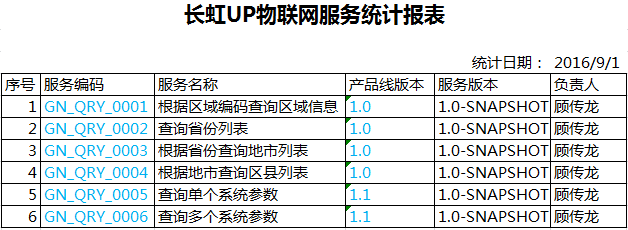 长虹UP物联网服务统计报表
统计日期： 2016/9/1
序号 服务编码 服务名称 产品线版本 服务版本 负责人
1 GN_QRY_0001 根据区域编码查询区域信息 1.0 1.0-SNAPSHOT 顾传龙
2 GN_QRY_0002 查询省份列表 1.0 1.0-SNAPSHOT 顾传龙
3 GN_QRY_0003 根据省份查询地市列表 1.0 1.0-SNAPSHOT 顾传龙
4 GN_QRY_0004 根据地市查询区县列表 1.0 1.0-SNAPSHOT 顾传龙
5 GN_QRY_0005 查询单个系统参数 1.1 1.0-SNAPSHOT 顾传龙
6 GN_QRY_0006 查询多个系统参数 1.1 1.0-SNAPSHOT 顾传龙